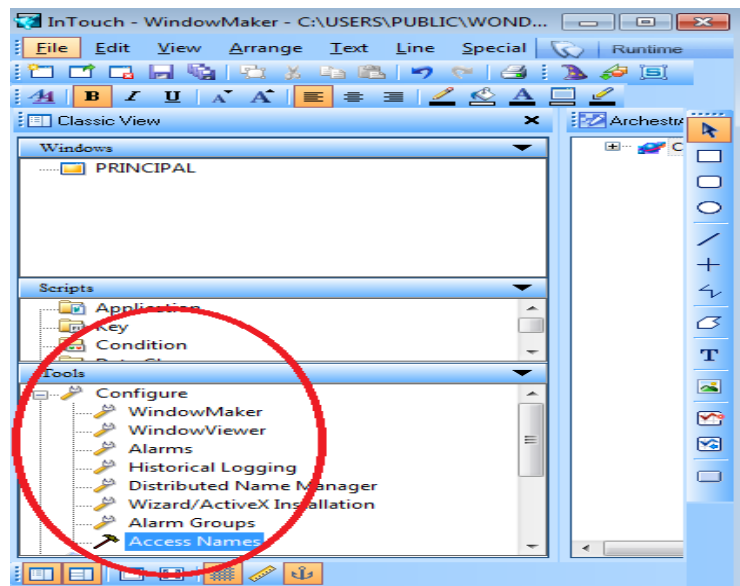 InTouch - WindowMaker - C:\USERS\PUBLIC\WOND...
File Edit View Arrange Text Line Special Runtime
B I U A A A
Classic View
Archestr
Windows
PRINCIPAL
C
Scripts
Application
Key
Condition
Tools
Configure
WindowMaker
WindowViewer
Alarms
Historical Logging
Distributed Name Manager
Wizard/ActiveX Installation
Alarm Groups
Access Names
T